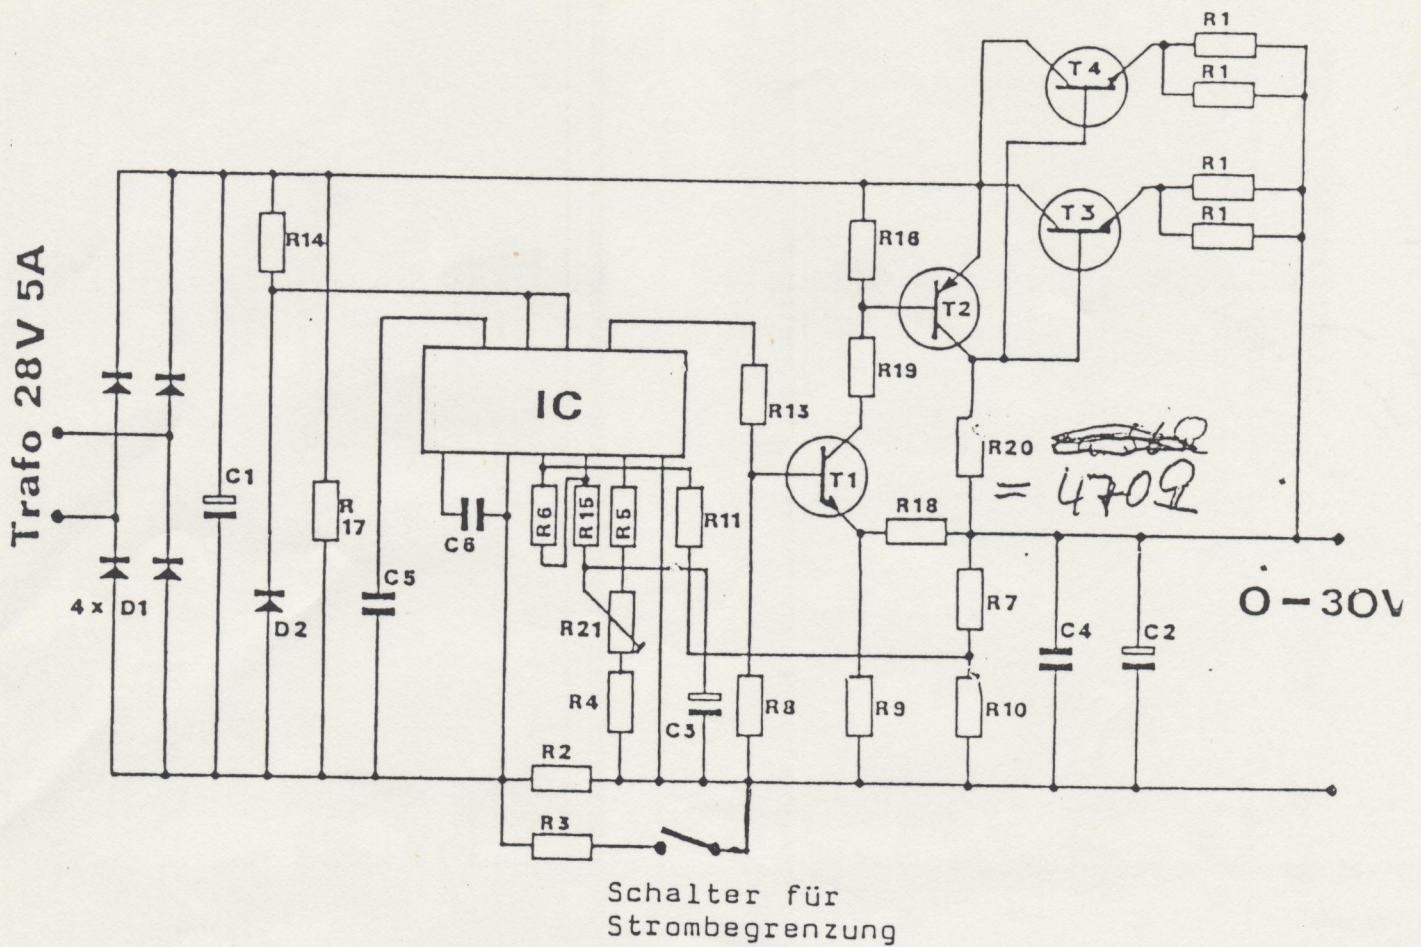 R1
R1
T4
R1
R1
T3
Trafo 28V 5A
R14
R16
T2
R19
IC
R13
R20
= 470Ω
C1
R
17
T1
R18
R6
R15
R5
R11
C6
C5
4 x D1
D2
R21
R7
0-30V
C4
C2
R4
C3
R8
R9
R10
R2
R3
Schalter für
Strombegrenzung